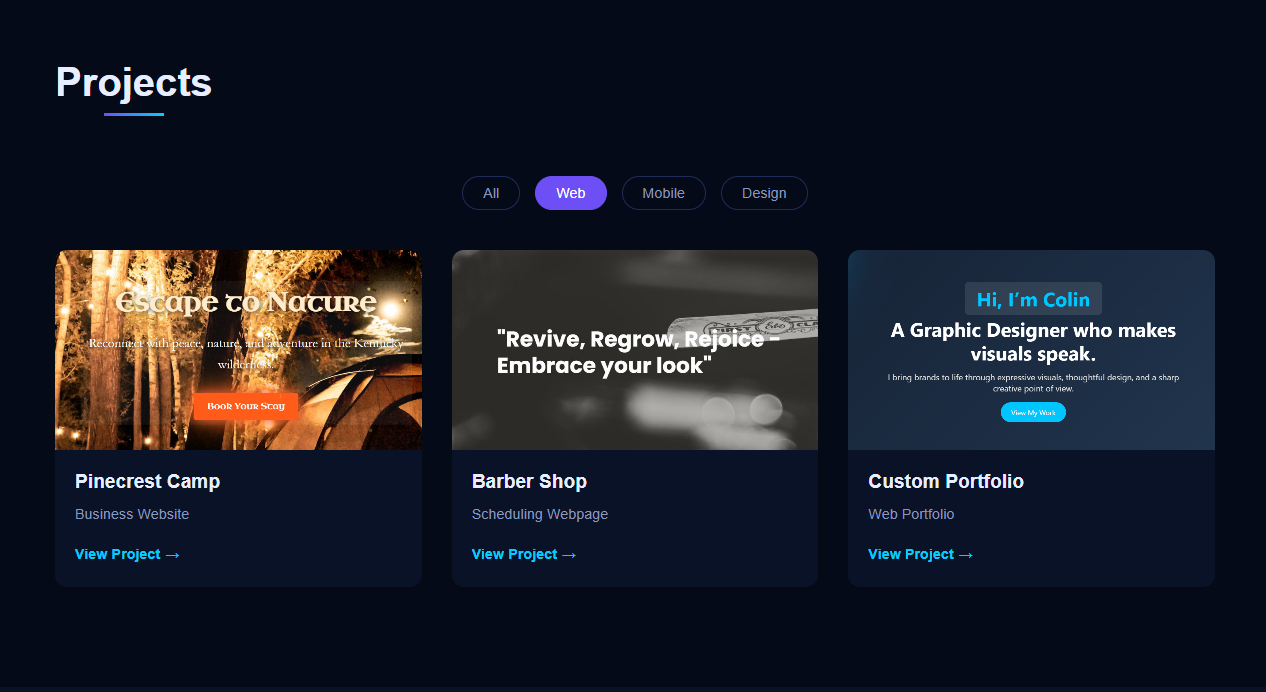 Projects
All
Web
Mobile
Design
Escape to Nature
Reconnect with peace, nature, and adventure in the Kentucky
wilderness.
Book Your Stay
"Revive, Regrow, Rejoice -
Embrace your look"
Hi, I'm Colin
A Graphic Designer who makes
visuals speak.
I bring brands to life through expressive visuals, thoughtful design, and a sharp
creative point of view.
View My Work
Pinecrest Camp
Business Website
View Project →
Barber Shop
Scheduling Webpage
View Project →
Custom Portfolio
Web Portfolio
View Project →